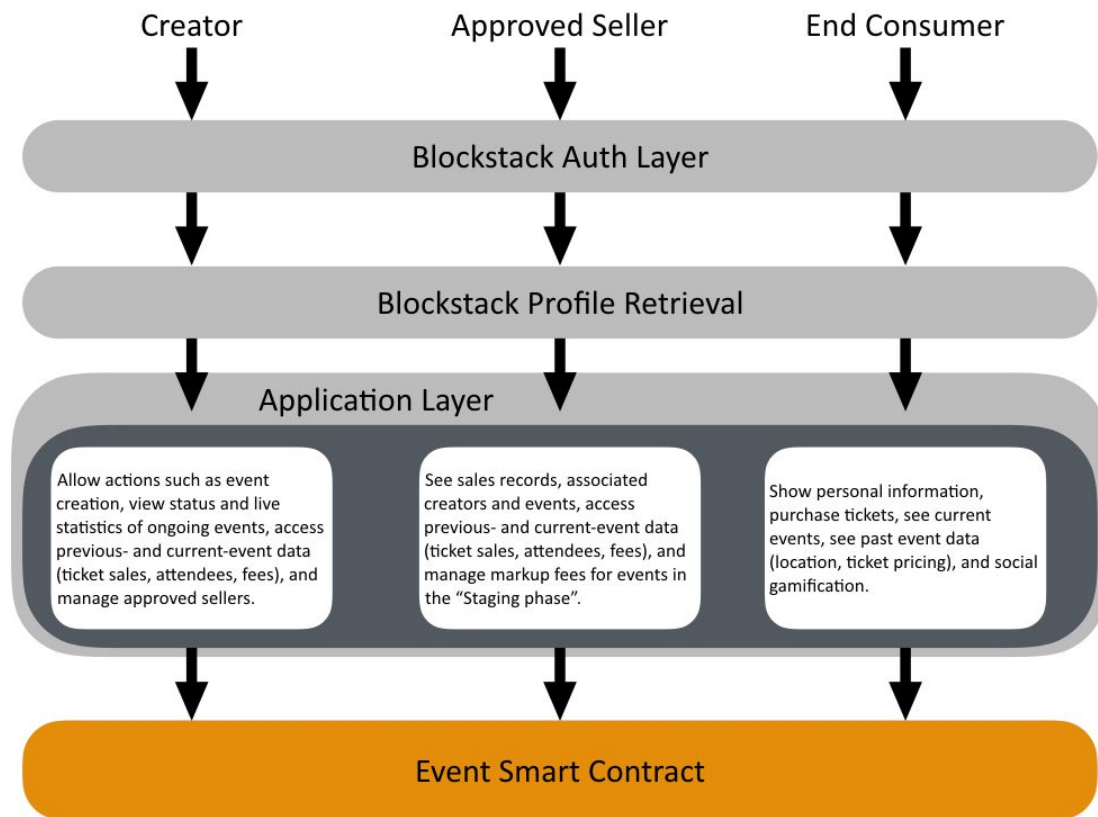 Creator
Approved Seller
End Consumer
Blockstack Auth Layer
Blockstack Profile Retrieval
Application Layer
Allow actions such as event
creation, view status and live
statistics of ongoing events, access
previous- and current-event data
(ticket sales, attendees, fees), and
manage approved sellers.
See sales records, associated
creators and events, access
previous- and current-event data
(ticket sales, attendees, fees), and
manage markup fees for events in
the “Staging phase”.
Show personal information,
purchase tickets, see current
events, see past event data
(location, ticket pricing), and social
gamification.
Event Smart Contract